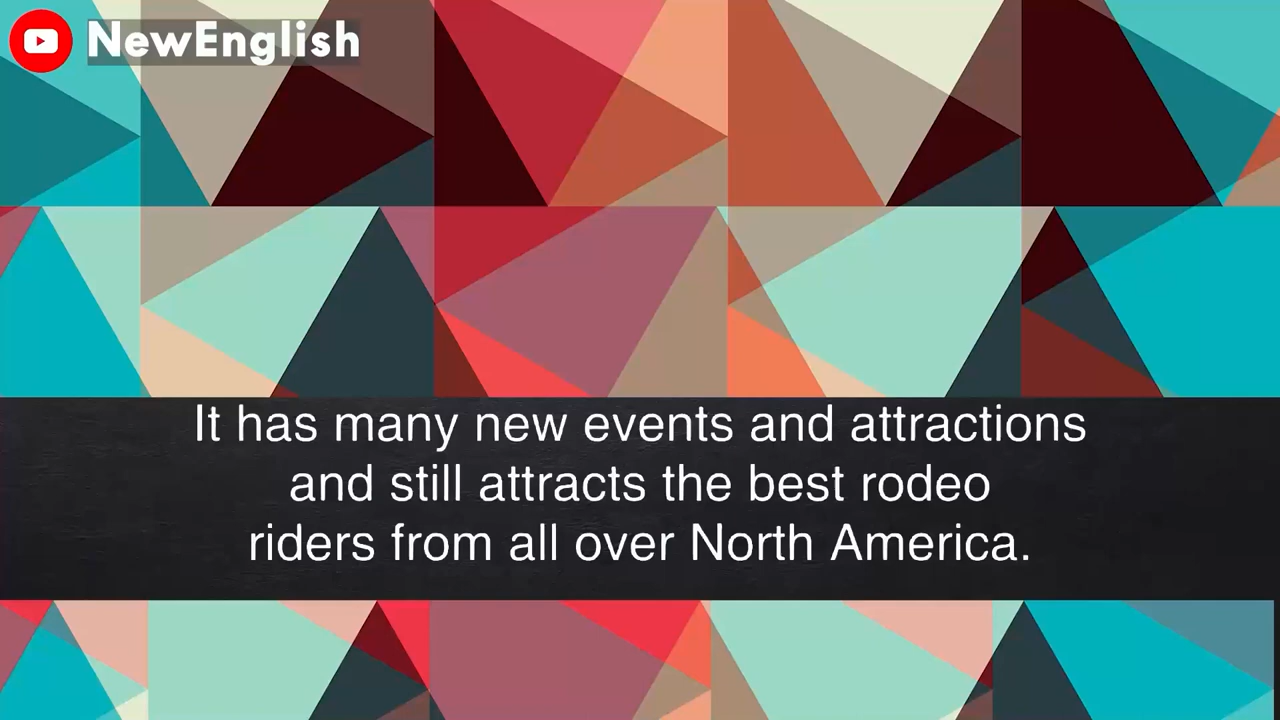 NewEnglish
It has many new events and attractions
and still attracts the best rodeo
riders from all over North America.